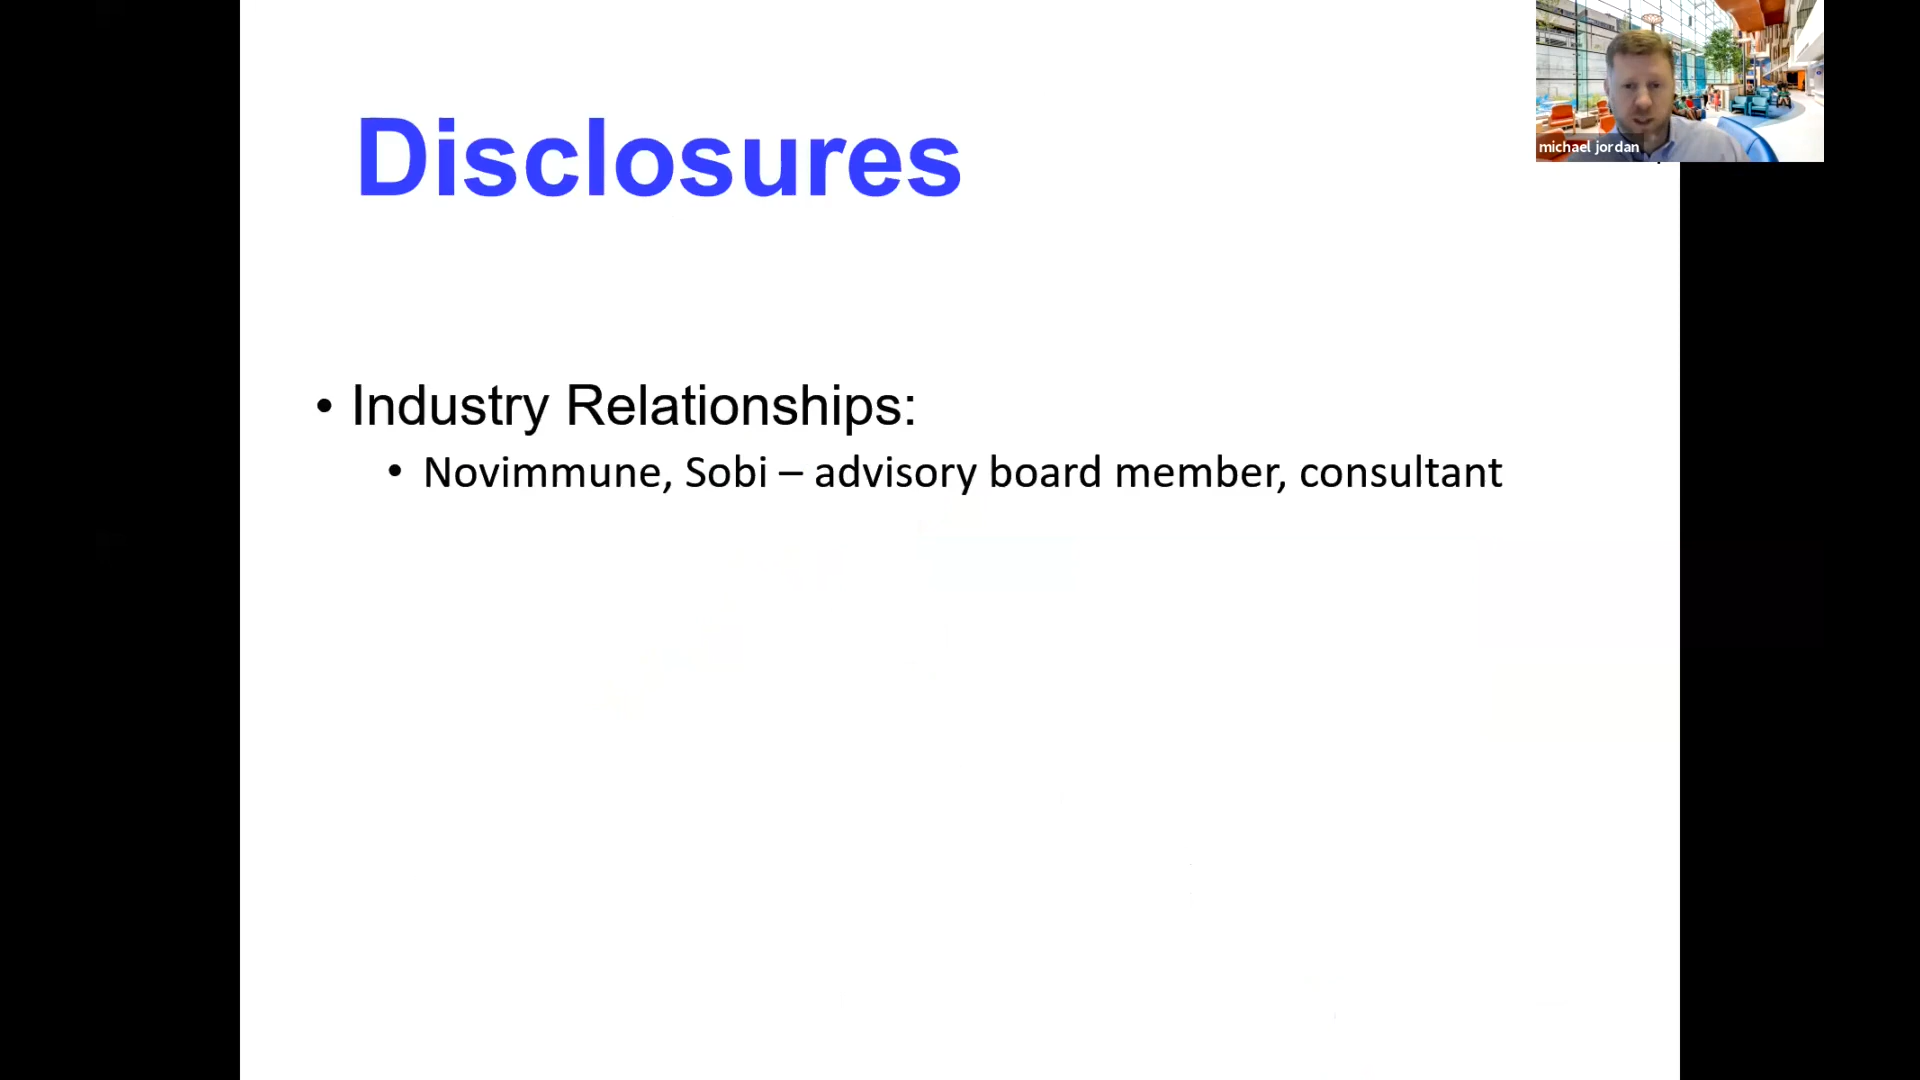 Disclosures
michael jordan
• Industry Relationships:
• Novimmune, Sobi – advisory board member, consultant